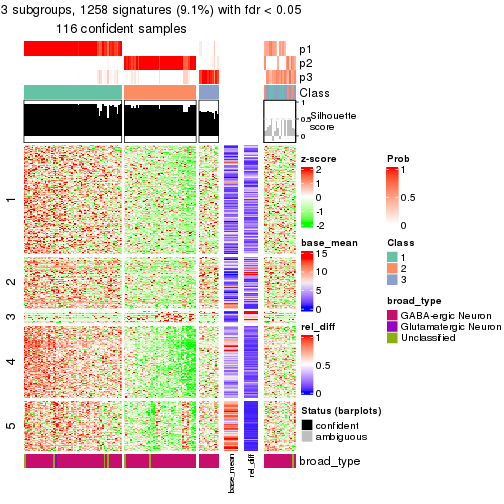 3 subgroups, 1258 signatures (9.1%) with fdr < 0.05
116 confident samples
p1
p2
p3
Class
1
0.5
0
Silhouette
score
1
2
3
4
5
base_mean
rel_diff
broad_type
z-score
2
1
0
-1
-2
base_mean
15
10
5
0
rel_diff
1
0.5
0
Status (barplots)
confident
ambiguous
Prob
1
0.5
0
Class
1
2
3
broad_type
GABA-ergic Neuron
Glutamatergic Neuron
Unclassified